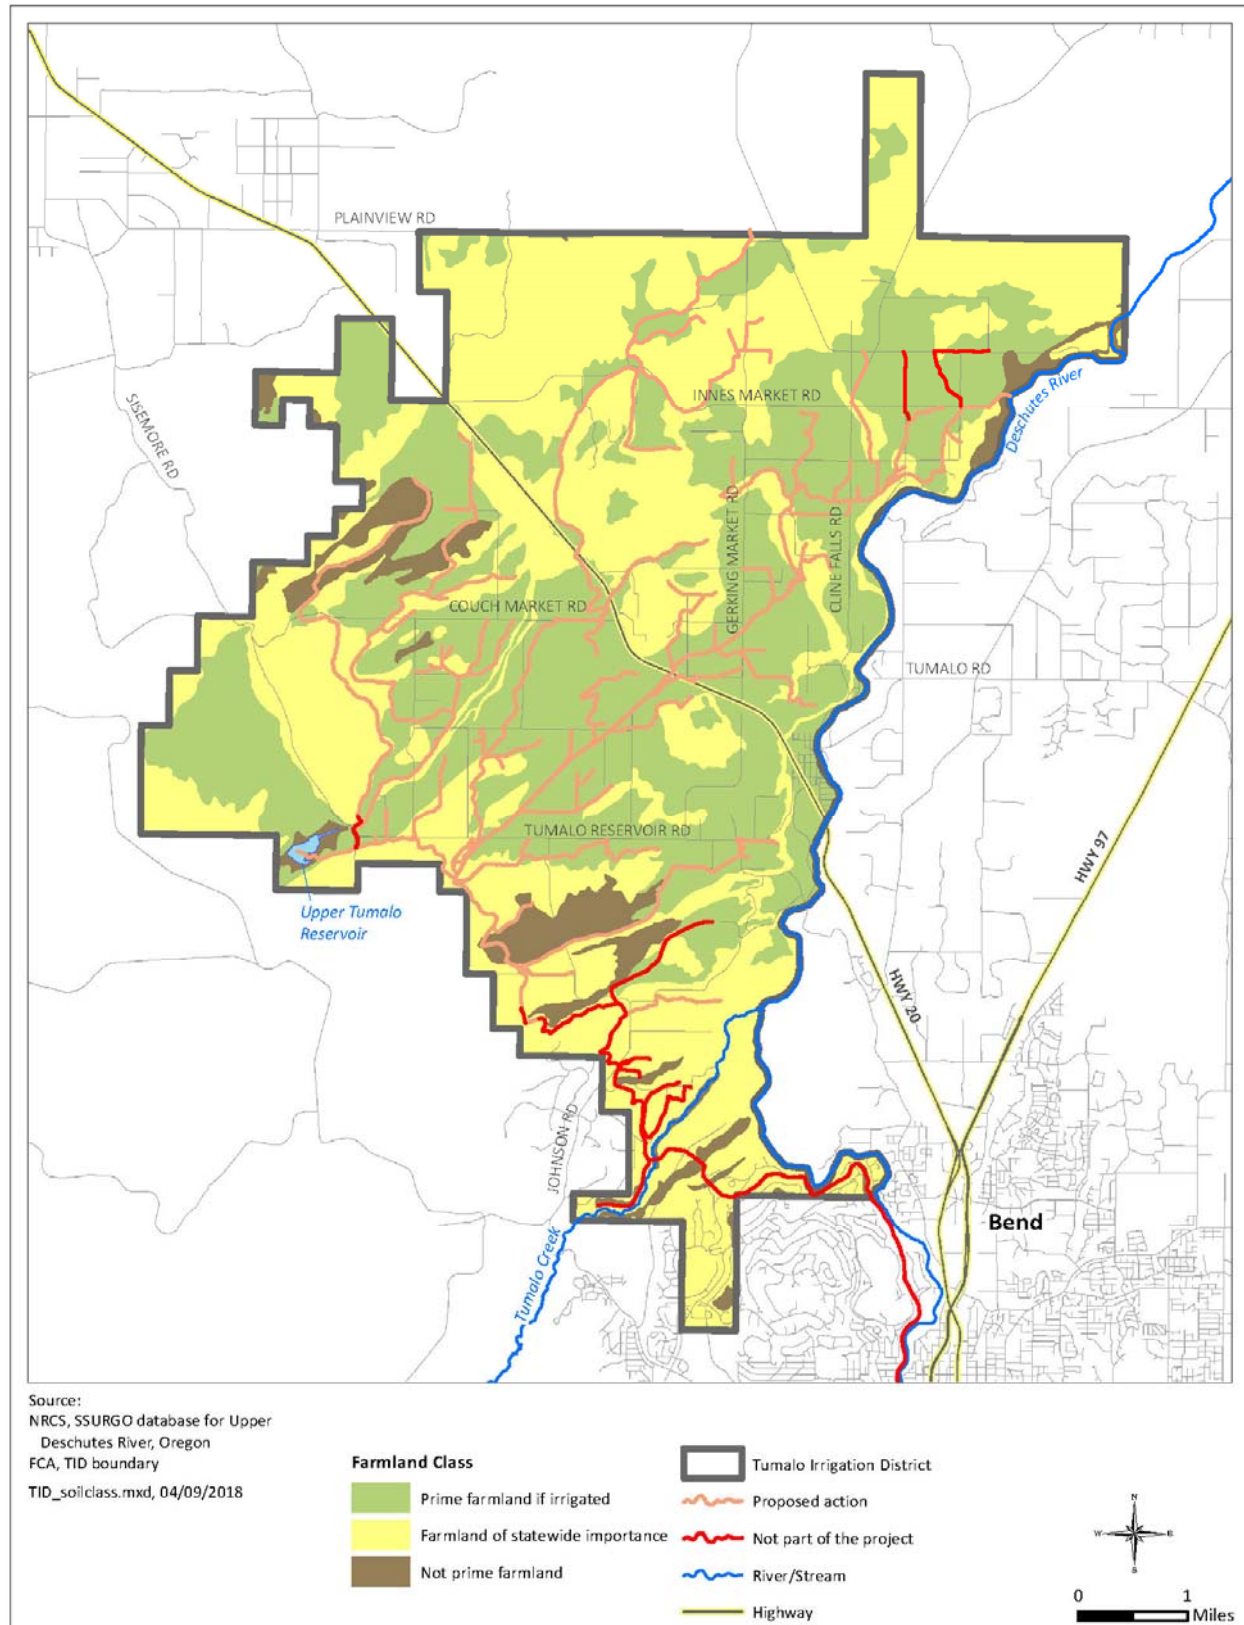 PLAINVIEW RD
SISEMORE RD
INNES MARKET RD
Deschutes River
GERKING MARKET RD
CLINE FALLS RD
COUCH MARKET RD
TUMALO RD
TUMALO RESERVOIR RD
HWY 97
Upper Tumalo
Reservoir
HWY 20
JOHNSON RD
Bend
Tumalo Creek
Source:
NRCS, SSURGO database for Upper
Deschutes River, Oregon
FCA, TID boundary
TID_soilclass.mxd, 04/09/2018
Farmland Class
Prime farmland if irrigated
Farmland of statewide importance
Not prime farmland
Tumalo Irrigation District
Proposed action
Not part of the project
River/Stream
Highway
N
W E
S
0 1
Miles